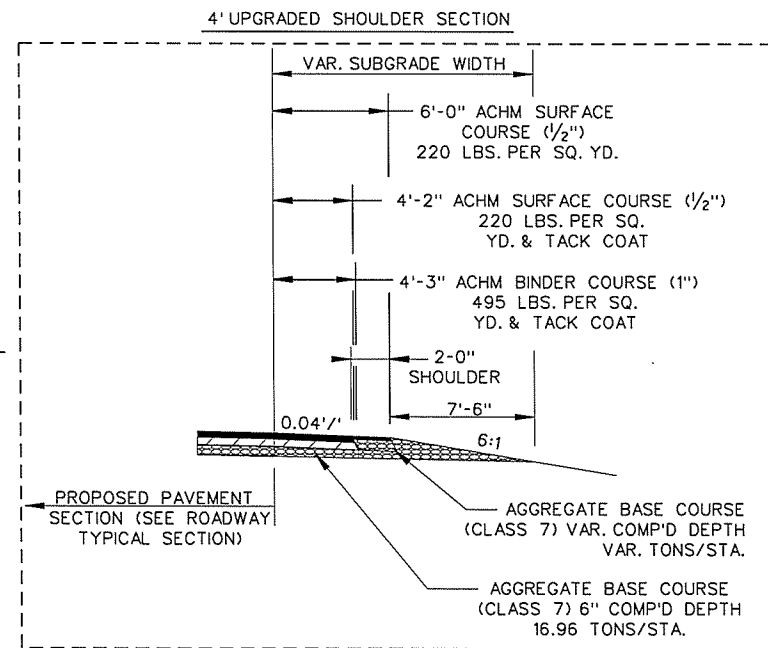 4' UPGRADED SHOULDER SECTION
VAR. SUBGRADE WIDTH
6'-0" ACHM SURFACE
COURSE (1/2")
220 LBS. PER SQ. YD.
4'-2" ACHM SURFACE COURSE (1/2")
220 LBS. PER SQ.
YD. & TACK COAT
4'-3" ACHM BINDER COURSE (1")
495 LBS. PER SQ.
YD. & TACK COAT
2-0"
SHOULDER
7'-6"
0.04'/'
6:1
PROPOSED PAVEMENT
SECTION (SEE ROADWAY
TYPICAL SECTION)
AGGREGATE BASE COURSE
(CLASS 7) VAR. COMP'D DEPTH
VAR. TONS/STA.
AGGREGATE BASE COURSE
(CLASS 7) 6" COMP'D DEPTH
16.96 TONS/STA.